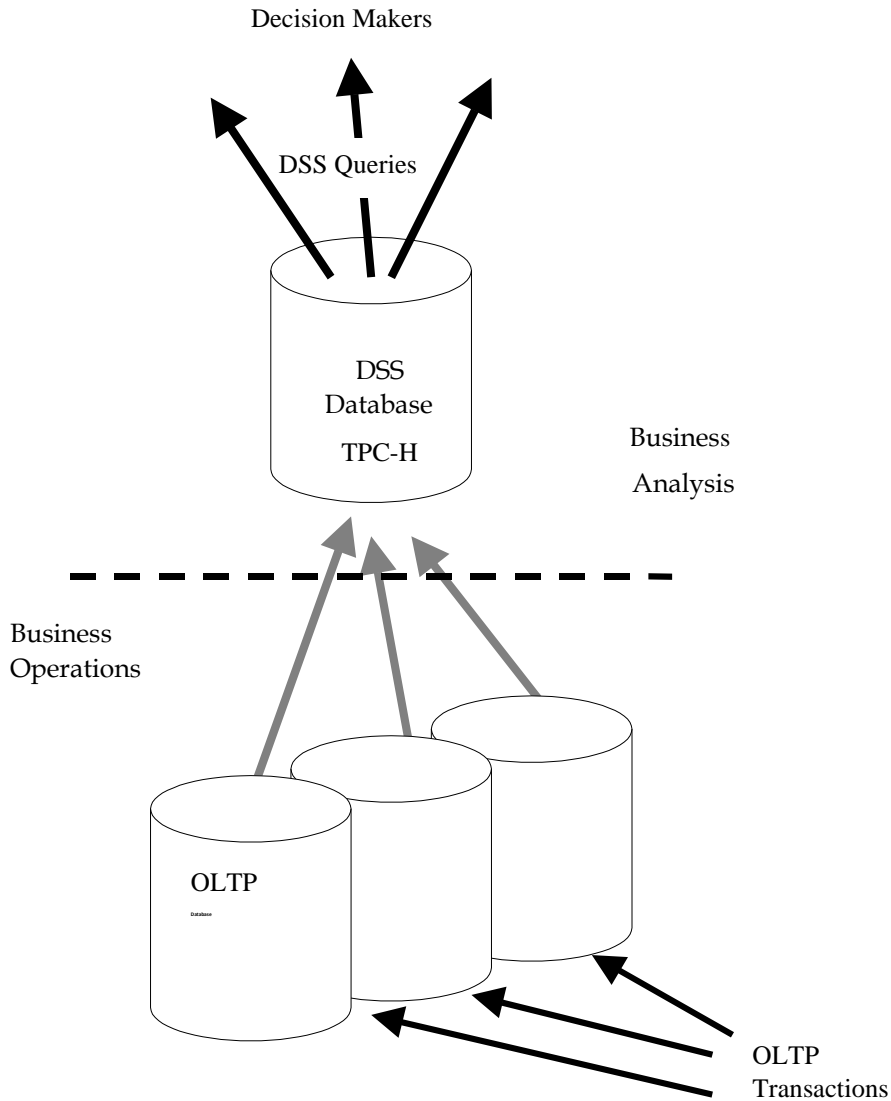 Decision Makers
DSS Queries
DSS
Database
TPC-H
Business
Analysis
Business
Operations
OLTP
Database
OLTP
Transactions